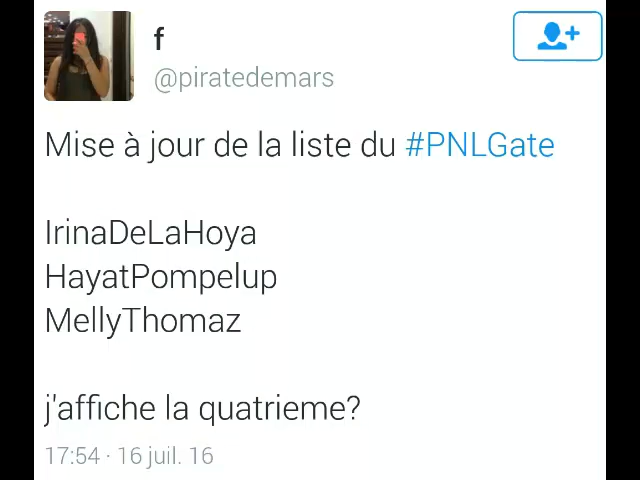 f
@piratedemars
Mise à jour de la liste du #PNLGate
IrinaDeLaHoya
HayatPompelup
MellyThomaz
j'affiche la quatrieme?
17:54 · 16 juil. 16